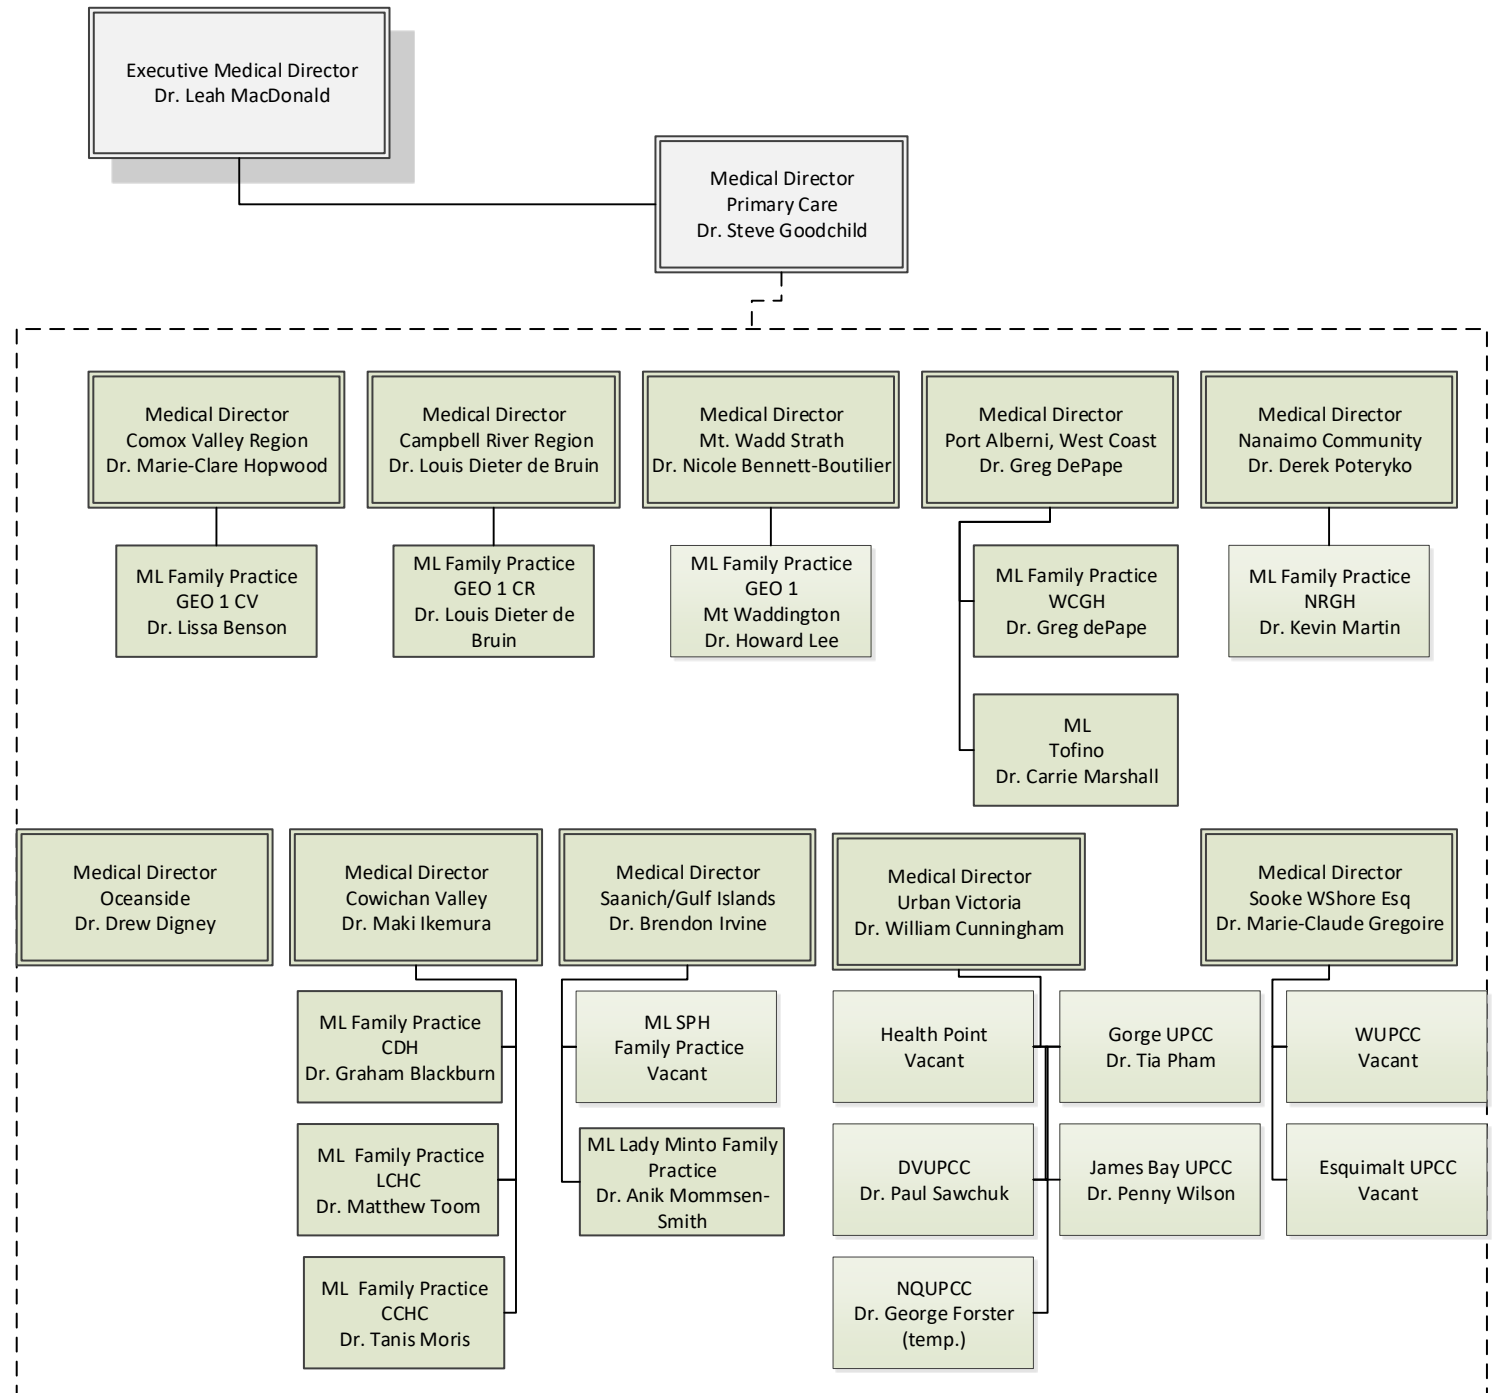 Executive Medical Director
Dr. Leah MacDonald
Medical Director
Primary Care
Dr. Steve Goodchild
Medical Director
Comox Valley Region
Dr. Marie-Clare Hopwood
Medical Director
Campbell River Region
Dr. Louis Dieter de Bruin
Medical Director
Mt. Wadd Strath
Dr. Nicole Bennett-Boutilier
Medical Director
Port Alberni, West Coast
Dr. Greg DePape
Medical Director
Nanaimo Community
Dr. Derek Poteryko
ML Family Practice
GEO 1 CV
Dr. Lissa Benson
ML Family Practice
GEO 1 CR
Dr. Louis Dieter de
Bruin
ML Family Practice
GEO 1
Mt Waddington
Dr. Howard Lee
ML Family Practice
WCGH
Dr. Greg dePape
ML Family Practice
NRGH
Dr. Kevin Martin
ML
Tofino
Dr. Carrie Marshall
Medical Director
Oceanside
Dr. Drew Digney
Medical Director
Cowichan Valley
Dr. Maki Ikemura
Medical Director
Saanich/Gulf Islands
Dr. Brendon Irvine
Medical Director
Urban Victoria
Dr. William Cunningham
Medical Director
Sooke WShore Esq
Dr. Marie-Claude Gregoire
ML Family Practice
CDH
Dr. Graham Blackburn
ML SPH
Family Practice
Vacant
Health Point
Vacant
Gorge UPCC
Dr. Tia Pham
WUPCC
Vacant
ML Family Practice
LCHC
Dr. Matthew Toom
ML Lady Minto Family
Practice
Dr. Anik Mommsen-
Smith
DVUPCC
Dr. Paul Sawchuk
James Bay UPCC
Dr. Penny Wilson
Esquimalt UPCC
Vacant
ML Family Practice
CCHC
Dr. Tanis Moris
NQUPCC
Dr. George Forster
(temp.)